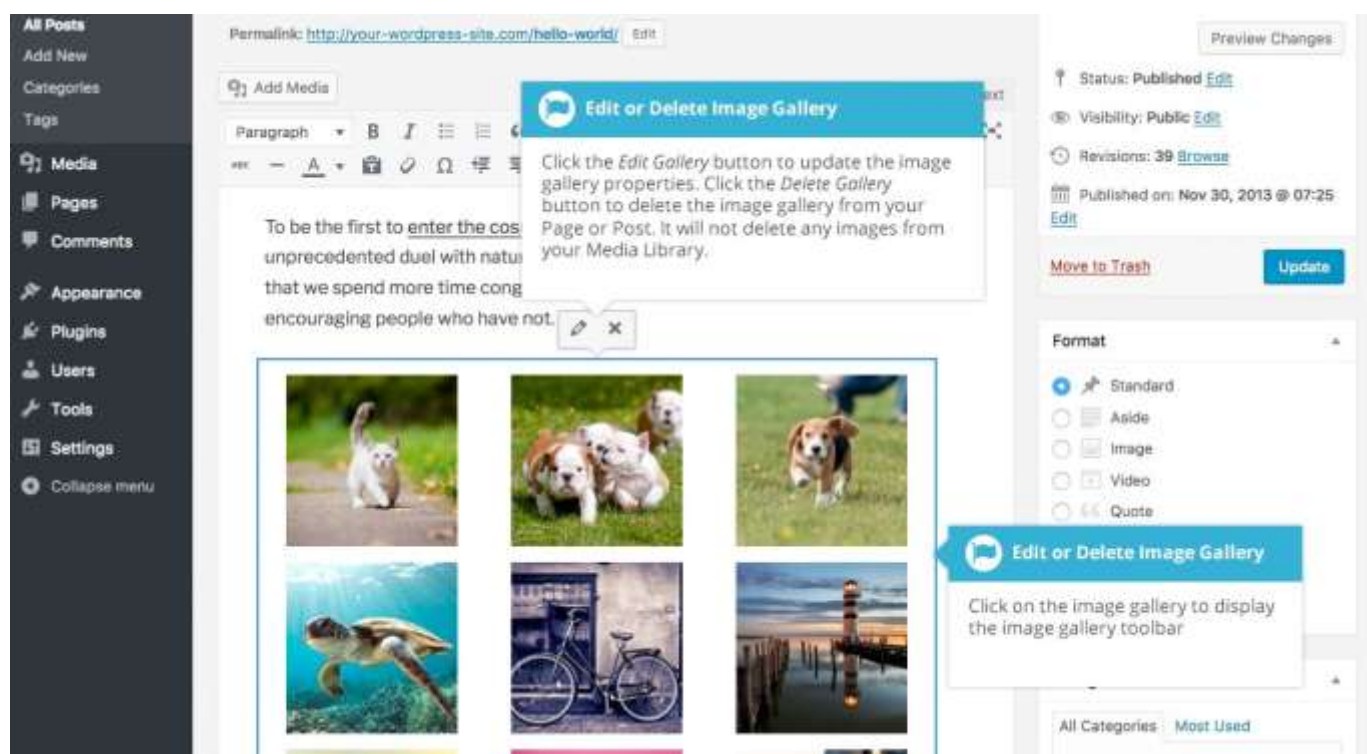 All Posts
Add New
Categories
Tags
Media
Pages
Comments
Appearance
Plugins
Users
Tools
Settings
Collapse menu
Permalink: http://your-wordpress-site.com/hello-world/ Edit
Add Media
Paragraph B I
ABC A Ω
To be the first to enter the cos
unprecedented duel with natu
that we spend more time cong
encouraging people who have not.
Edit or Delete Image Gallery
Click the Edit Gallery button to update the image
gallery properties. Click the Delete Gallery
button to delete the image gallery from your
Page or Post. It will not delete any images from
your Media Library.
Preview Changes
Status: Published Edit
Visibility: Public Edit
Revisions: 39 Browse
Published on: Nov 30, 2013 @ 07:25
Edit
Move to Trash Update
Format
Standard
Aside
Image
Video
Quote
Edit or Delete Image Gallery
Click on the image gallery to display
the image gallery toolbar
All Categories Most Used